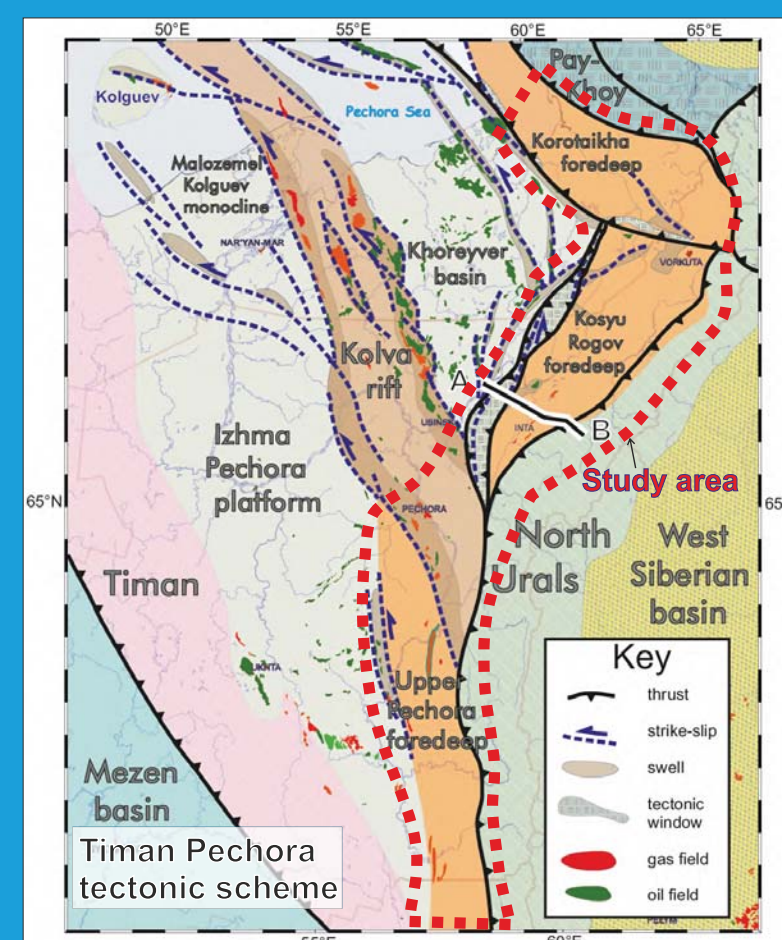 50°E 55°E 60°E 65°E
Pay-
Khoy
Kolguev
Pechora Sea
Korotaikha
foredeep
Malozemel
Kolguev
monocline
NAR'YAN-MAR
Khoreyver
basin
VORKUTA
Kosyu
Rogov
foredeep
Kolva
rift
A
USINSK
INTA
B
Izhma
Pechora
platform
Study area
65°N
65
PECHORA
North
Urals
West
Siberian
basin
Timan
UKHTA
Upper
Pechora
foredeep
Mezen
basin
Timan Pechora
tectonic scheme
Key
thrust
strike-slip
swell
tectonic
window
gas field
oil field
55°E 60°E